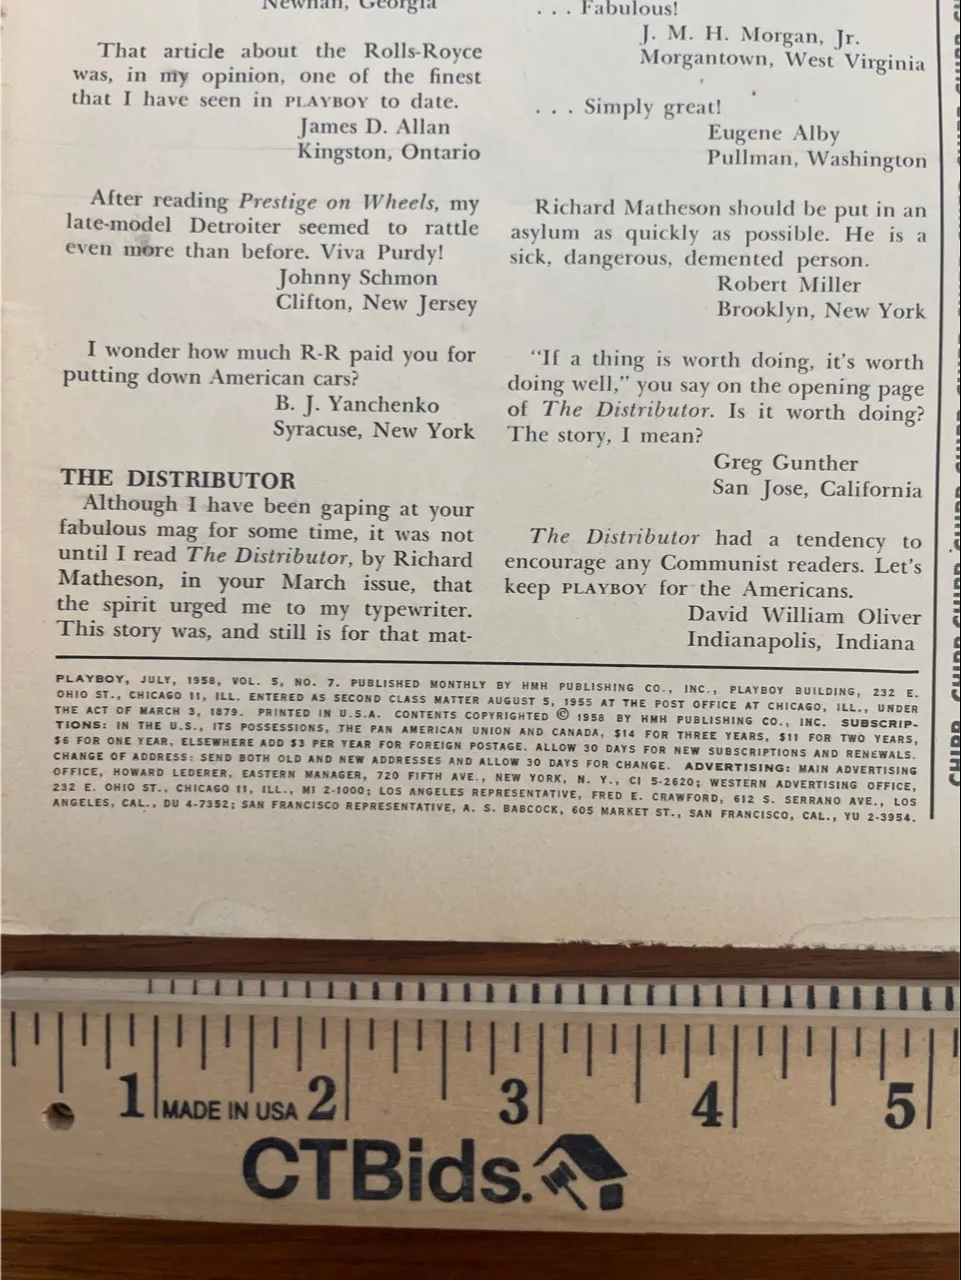 Newnan, Georgia
That article about the Rolls-Royce
was, in my opinion, one of the finest
that I have seen in PLAYBOY to date.
James D. Allan
Kingston, Ontario
After reading Prestige on Wheels, my
late-model Detroiter seemed to rattle
even more than before. Viva Purdy!
Johnny Schmon
Clifton, New Jersey
I wonder how much R-R paid you for
putting down American cars?
B. J. Yanchenko
Syracuse, New York
THE DISTRIBUTOR
Although I have been gaping at your
fabulous mag for some time, it was not
until I read The Distributor, by Richard
Matheson, in your March issue, that
the spirit urged me to my typewriter.
This story was, and still is for that mat-
. . . Fabulous!
J. M. H. Morgan, Jr.
Morgantown, West Virginia
. . . Simply great!
Eugene Alby
Pullman, Washington
Richard Matheson should be put in an
asylum as quickly as possible. He is a
sick, dangerous, demented person.
Robert Miller
Brooklyn, New York
"If a thing is worth doing, it's worth
doing well," you say on the opening page
of The Distributor. Is it worth doing?
The story, I mean?
Greg Gunther
San Jose, California
The Distributor had a tendency to
encourage any Communist readers. Let's
keep PLAYBOY for the Americans.
David William Oliver
Indianapolis, Indiana
PLAYBOY, JULY, 1958, VOL. 5, NO. 7. PUBLISHED MONTHLY BY HMH PUBLISHING CO., INC., PLAYBOY BUILDING, 232 E.
OHIO ST., CHICAGO 11, ILL. ENTERED AS SECOND CLASS MATTER AUGUST 5, 1955 AT THE POST OFFICE AT CHICAGO, ILL., UNDER
THE ACT OF MARCH 3, 1879. PRINTED IN U.S.A. CONTENTS COPYRIGHTED © 1958 BY HMH PUBLISHING CO., INC. SUBSCRIP-
TIONS: IN THE U.S., ITS POSSESSIONS, THE PAN AMERICAN UNION AND CANADA, $14 FOR THREE YEARS, $11 FOR TWO YEARS,
$6 FOR ONE YEAR, ELSEWHERE ADD $3 PER YEAR FOR FOREIGN POSTAGE. ALLOW 30 DAYS FOR NEW SUBSCRIPTIONS AND RENEWALS.
CHANGE OF ADDRESS: SEND BOTH OLD AND NEW ADDRESSES AND ALLOW 30 DAYS FOR CHANGE. ADVERTISING: MAIN ADVERTISING
OFFICE, HOWARD LEDERER, EASTERN MANAGER, 720 FIFTH AVE., NEW YORK, N. Y., CI 5-2620; WESTERN ADVERTISING OFFICE,
232 E. OHIO ST., CHICAGO 11, ILL., MI 2-1000; LOS ANGELES REPRESENTATIVE, FRED E. CRAWFORD, 612 S. SERRANO AVE., LOS
ANGELES, CAL., DU 4-7352; SAN FRANCISCO REPRESENTATIVE, A. S. BABCOCK, 605 MARKET ST., SAN FRANCISCO, CAL., YU 2-3954.
CHIPP CHIPP CHIPP
1 MADE IN USA 2 3 4 5
CTBids.